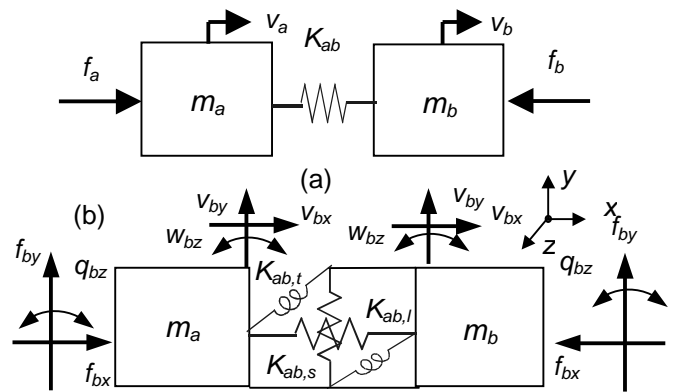 v_a
K_ab
v_b
f_a
f_b
m_a
m_b
(a)
(b)
v_by
v_bx
w_bz
v_by
v_bx
w_bz
y
x
z
f_by
q_bz
f_by
q_bz
K_ab,t
K_ab,l
m_a
m_b
K_ab,s
f_bx
f_bx